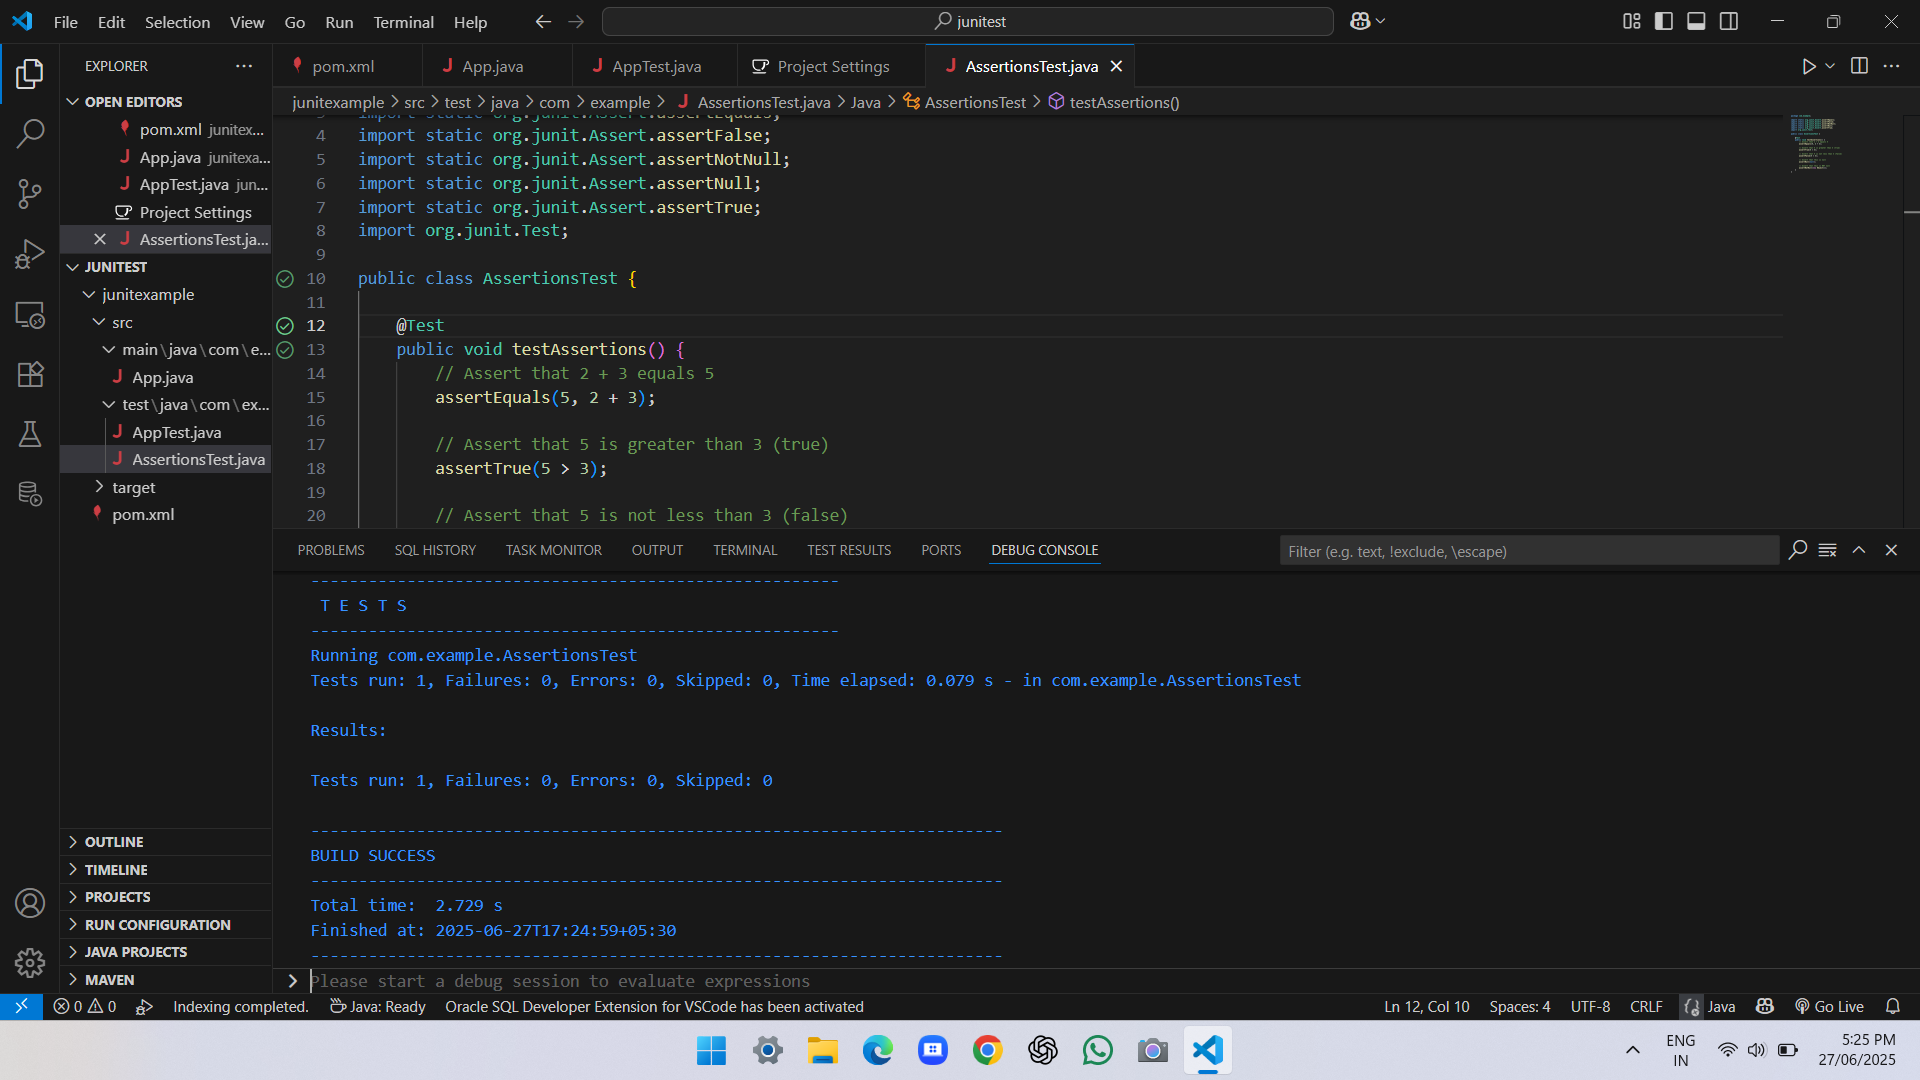 File Edit Selection View Go Run Terminal Help
junitest
EXPLORER
OPEN EDITORS
pom.xml junitex...
App.java junitexa...
AppTest.java jun...
Project Settings
AssertionsTest.ja...
JUNITEST
junitexample
src
main\java\com\e...
App.java
test\java\com\ex...
AppTest.java
AssertionsTest.java
target
pom.xml
OUTLINE
TIMELINE
PROJECTS
RUN CONFIGURATION
JAVA PROJECTS
MAVEN
pom.xml App.java AppTest.java Project Settings AssertionsTest.java
junitexample > src > test > java > com > example > AssertionsTest.java > Java > AssertionsTest > testAssertions()
3 import static org.junit.Assert.assertEquals;
4 import static org.junit.Assert.assertFalse;
5 import static org.junit.Assert.assertNotNull;
6 import static org.junit.Assert.assertNull;
7 import static org.junit.Assert.assertTrue;
8 import org.junit.Test;
9
10 public class AssertionsTest {
11
12 @Test
13 public void testAssertions() {
14 // Assert that 2 + 3 equals 5
15 assertEquals(5, 2 + 3);
16
17 // Assert that 5 is greater than 3 (true)
18 assertTrue(5 > 3);
19
20 // Assert that 5 is not less than 3 (false)
PROBLEMS SQL HISTORY TASK MONITOR OUTPUT TERMINAL TEST RESULTS PORTS DEBUG CONSOLE
Filter (e.g. text, !exclude, \escape)
-------------------------------------------------------
T E S T S
-------------------------------------------------------
Running com.example.AssertionsTest
Tests run: 1, Failures: 0, Errors: 0, Skipped: 0, Time elapsed: 0.079 s - in com.example.AssertionsTest
Results:
Tests run: 1, Failures: 0, Errors: 0, Skipped: 0
------------------------------------------------------------------------
BUILD SUCCESS
------------------------------------------------------------------------
Total time:  2.729 s
Finished at: 2025-06-27T17:24:59+05:30
------------------------------------------------------------------------
Please start a debug session to evaluate expressions
0 0 Indexing completed. Java: Ready Oracle SQL Developer Extension for VSCode has been activated
Ln 12, Col 10 Spaces: 4 UTF-8 CRLF Java Go Live
ENG
IN
5:25 PM
27/06/2025